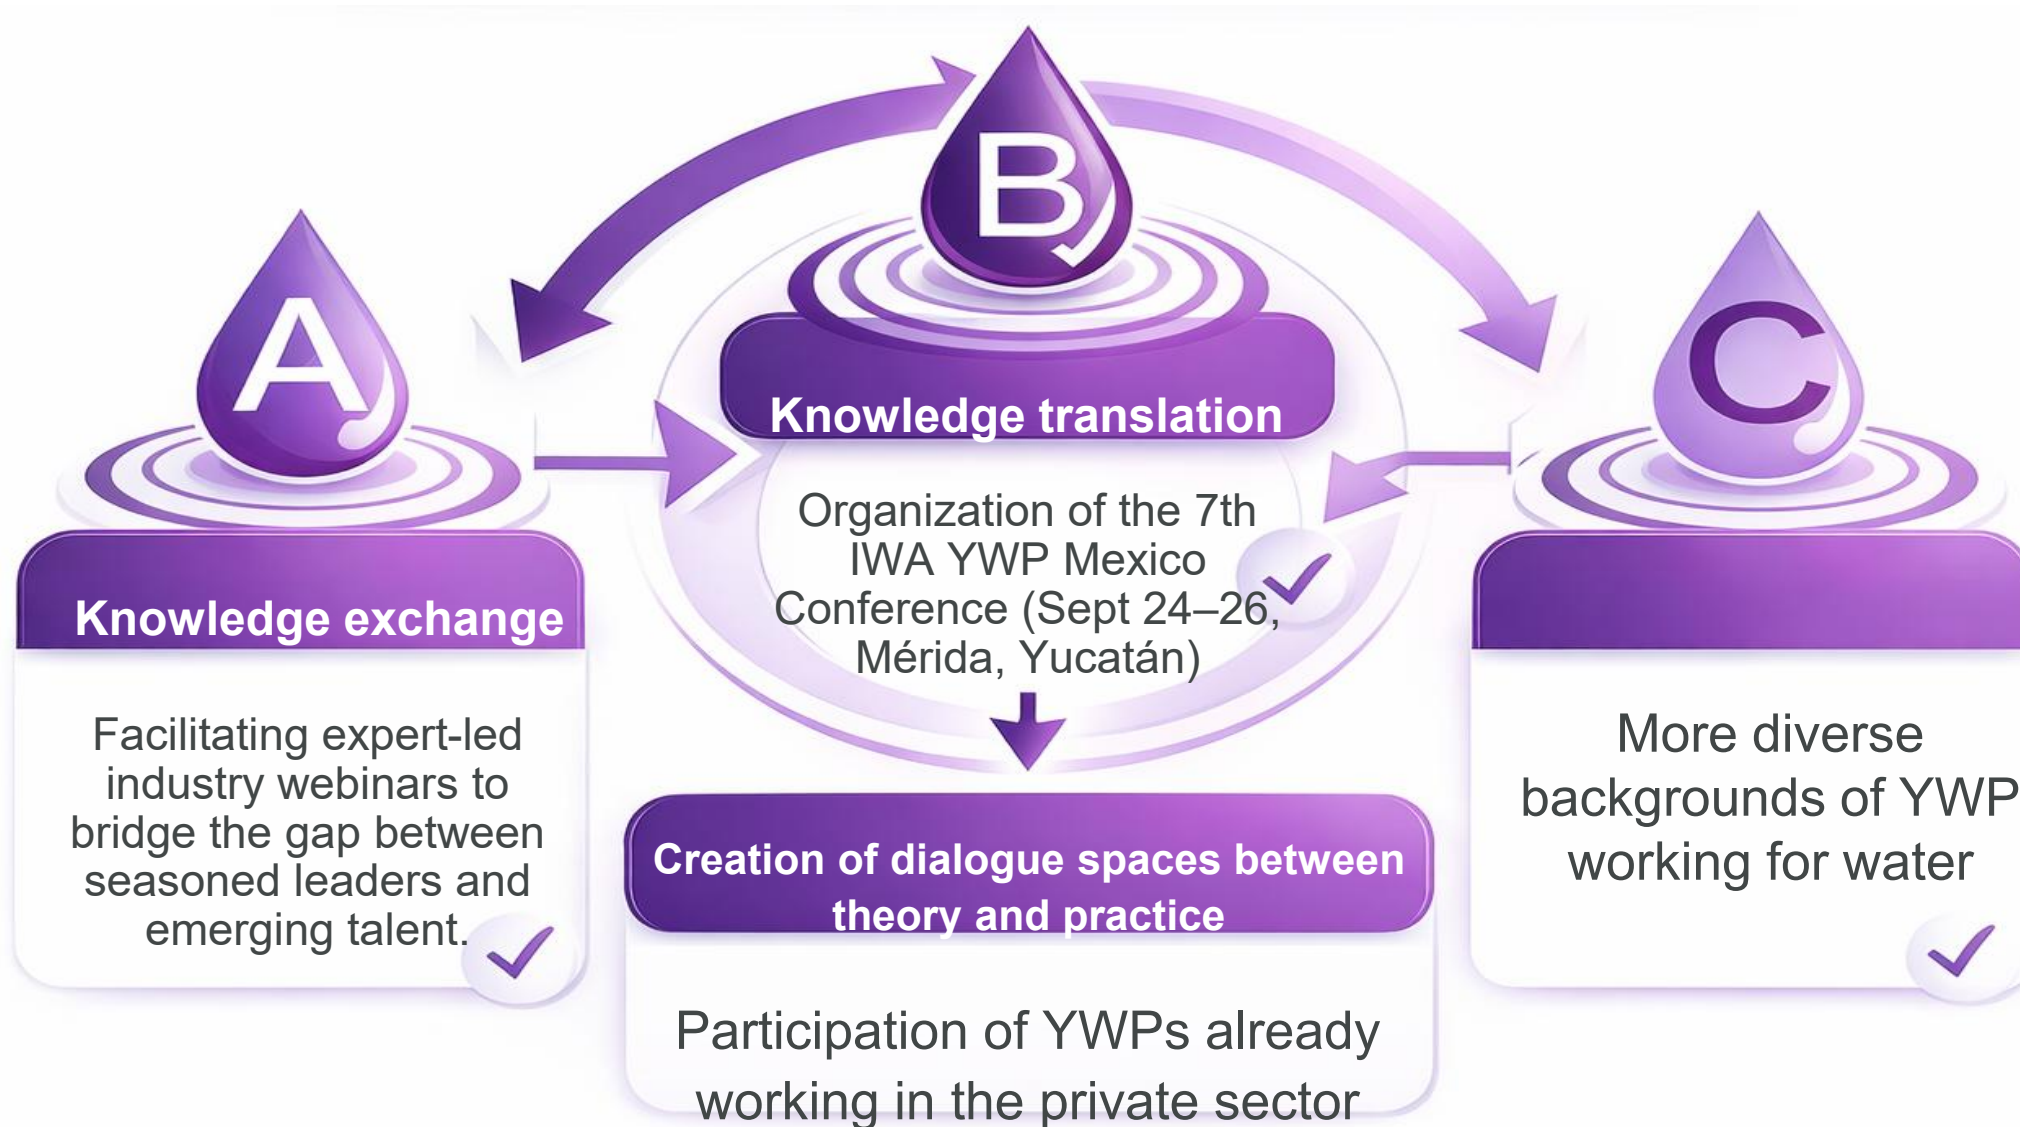 A
Knowledge exchange
Facilitating expert-led
industry webinars to
bridge the gap between
seasoned leaders and
emerging talent.
B
Knowledge translation
Organization of the 7th
IWA YWP Mexico
Conference (Sept 24–26,
Mérida, Yucatán)
Creation of dialogue spaces between
theory and practice
Participation of YWPs already
working in the private sector
C
More diverse
backgrounds of YWP
working for water